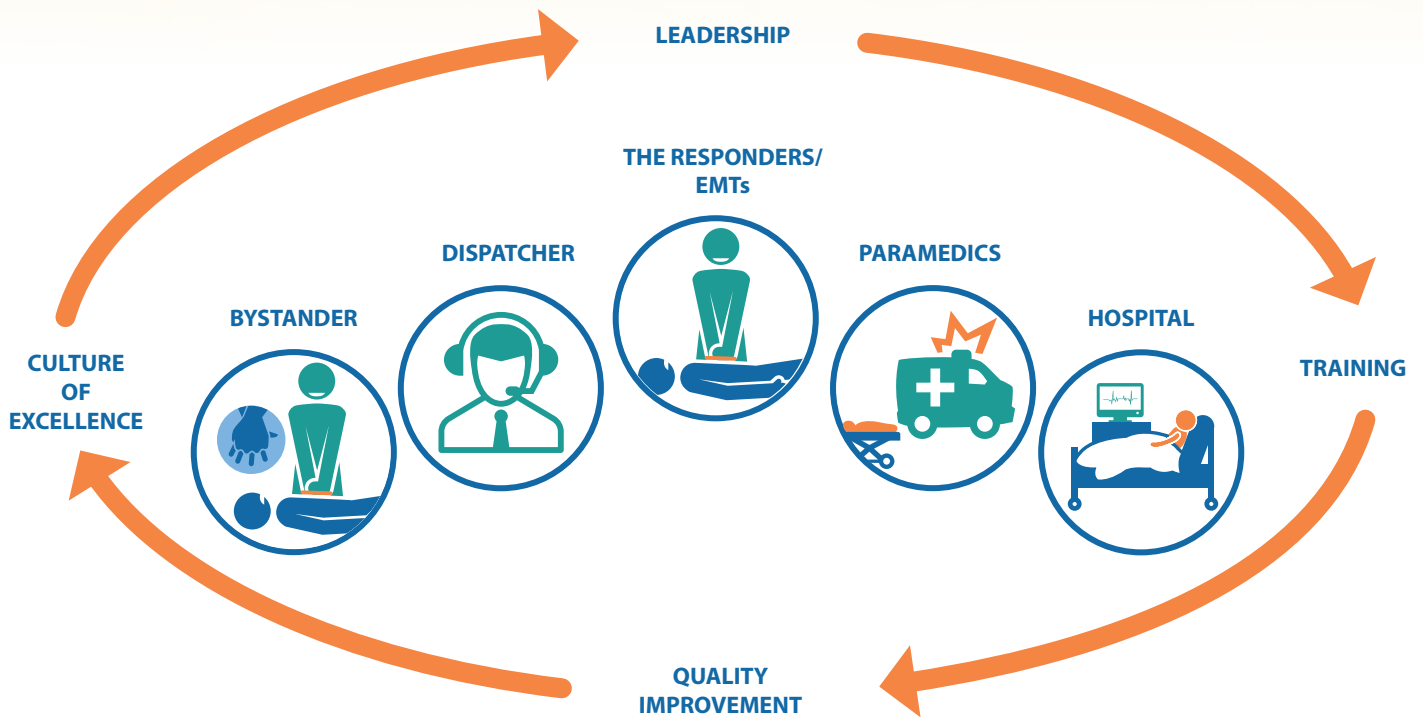 LEADERSHIP
THE RESPONDERS/
EMTs
DISPATCHER
PARAMEDICS
BYSTANDER
HOSPITAL
CULTURE
OF
EXCELLENCE
TRAINING
QUALITY
IMPROVEMENT